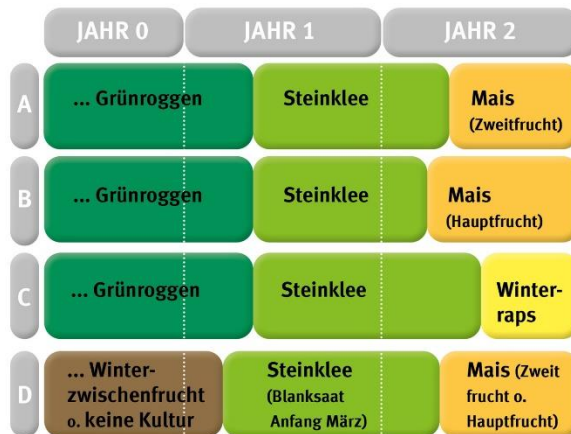 JAHR 0 JAHR 1 JAHR 2
A
... Grünroggen
Steinklee
Mais
(Zweitfrucht)
B
... Grünroggen
Steinklee
Mais
(Hauptfrucht)
C
... Grünroggen
Steinklee
Winter-
raps
D
... Winter-
zwischenfrucht
o. keine Kultur
Steinklee
(Blanksaat
Anfang März)
Mais (Zweit
frucht o.
Hauptfrucht)